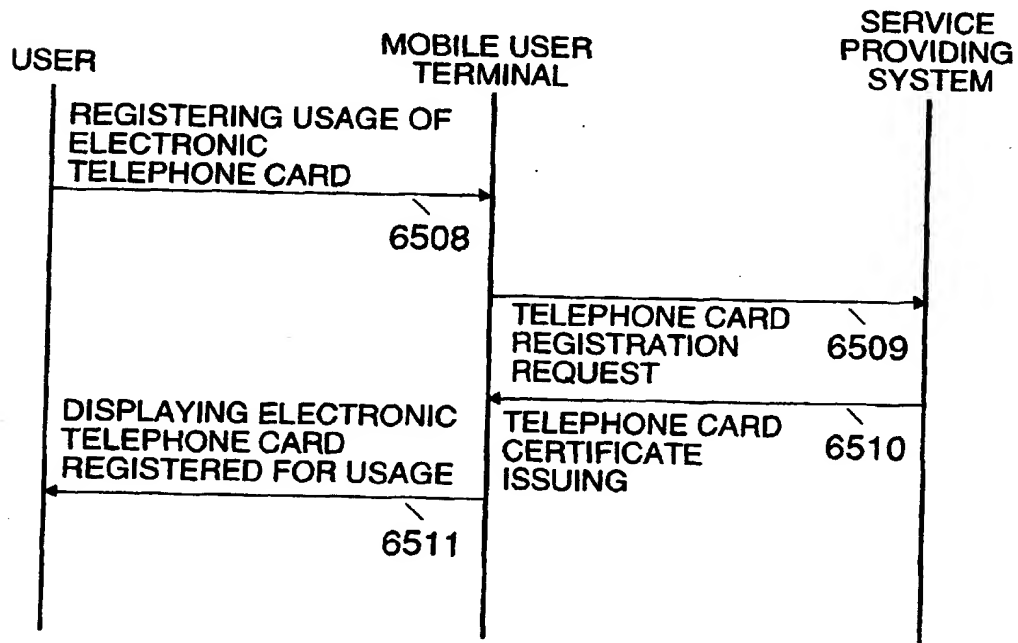 USER
MOBILE USER
TERMINAL
SERVICE
PROVIDING
SYSTEM
REGISTERING USAGE OF
ELECTRONIC
TELEPHONE CARD
6508
TELEPHONE CARD
REGISTRATION
REQUEST
6509
DISPLAYING ELECTRONIC
TELEPHONE CARD
REGISTERED FOR USAGE
TELEPHONE CARD
CERTIFICATE
ISSUING
6510
6511